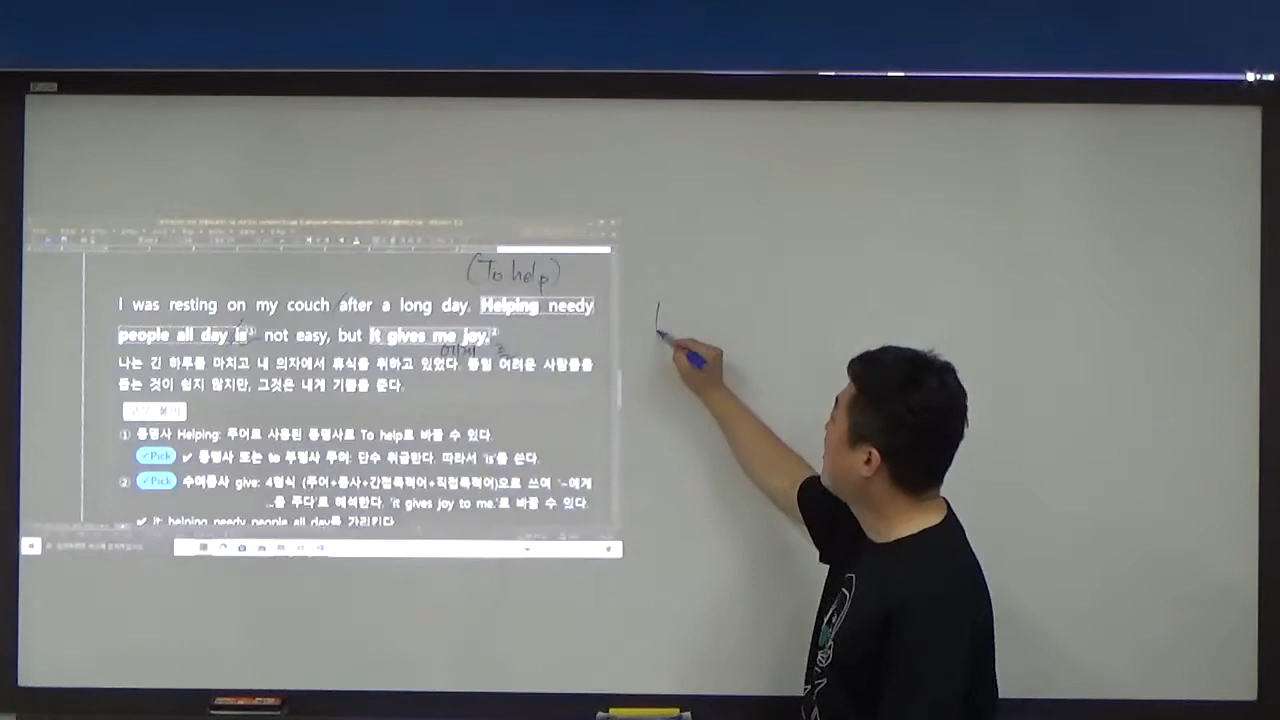 (To help)
I was resting on my couch after a long day. Helping needy
people all day is① not easy, but it gives me joy.②
에게 를
나는 긴 하루를 마치고 내 의자에서 휴식을 취하고 있었다. 종일 어려운 사람들을
돕는 것이 쉽지 않지만, 그것은 내게 기쁨을 준다.
구문 풀이
① 동명사 Helping: 주어로 사용된 동명사로 To help로 바꿀 수 있다.
✓Pick ✔ 동명사 또는 to 부정사 주어: 단수 취급한다. 따라서 'is'를 쓴다.
② ✓Pick 수여동사 give: 4형식 (주어+동사+간접목적어+직접목적어)으로 쓰여 '~에게
…을 주다'로 해석한다. 'it gives joy to me.'로 바꿀 수 있다.
✔ it: helping needy people all day를 가리킨다.